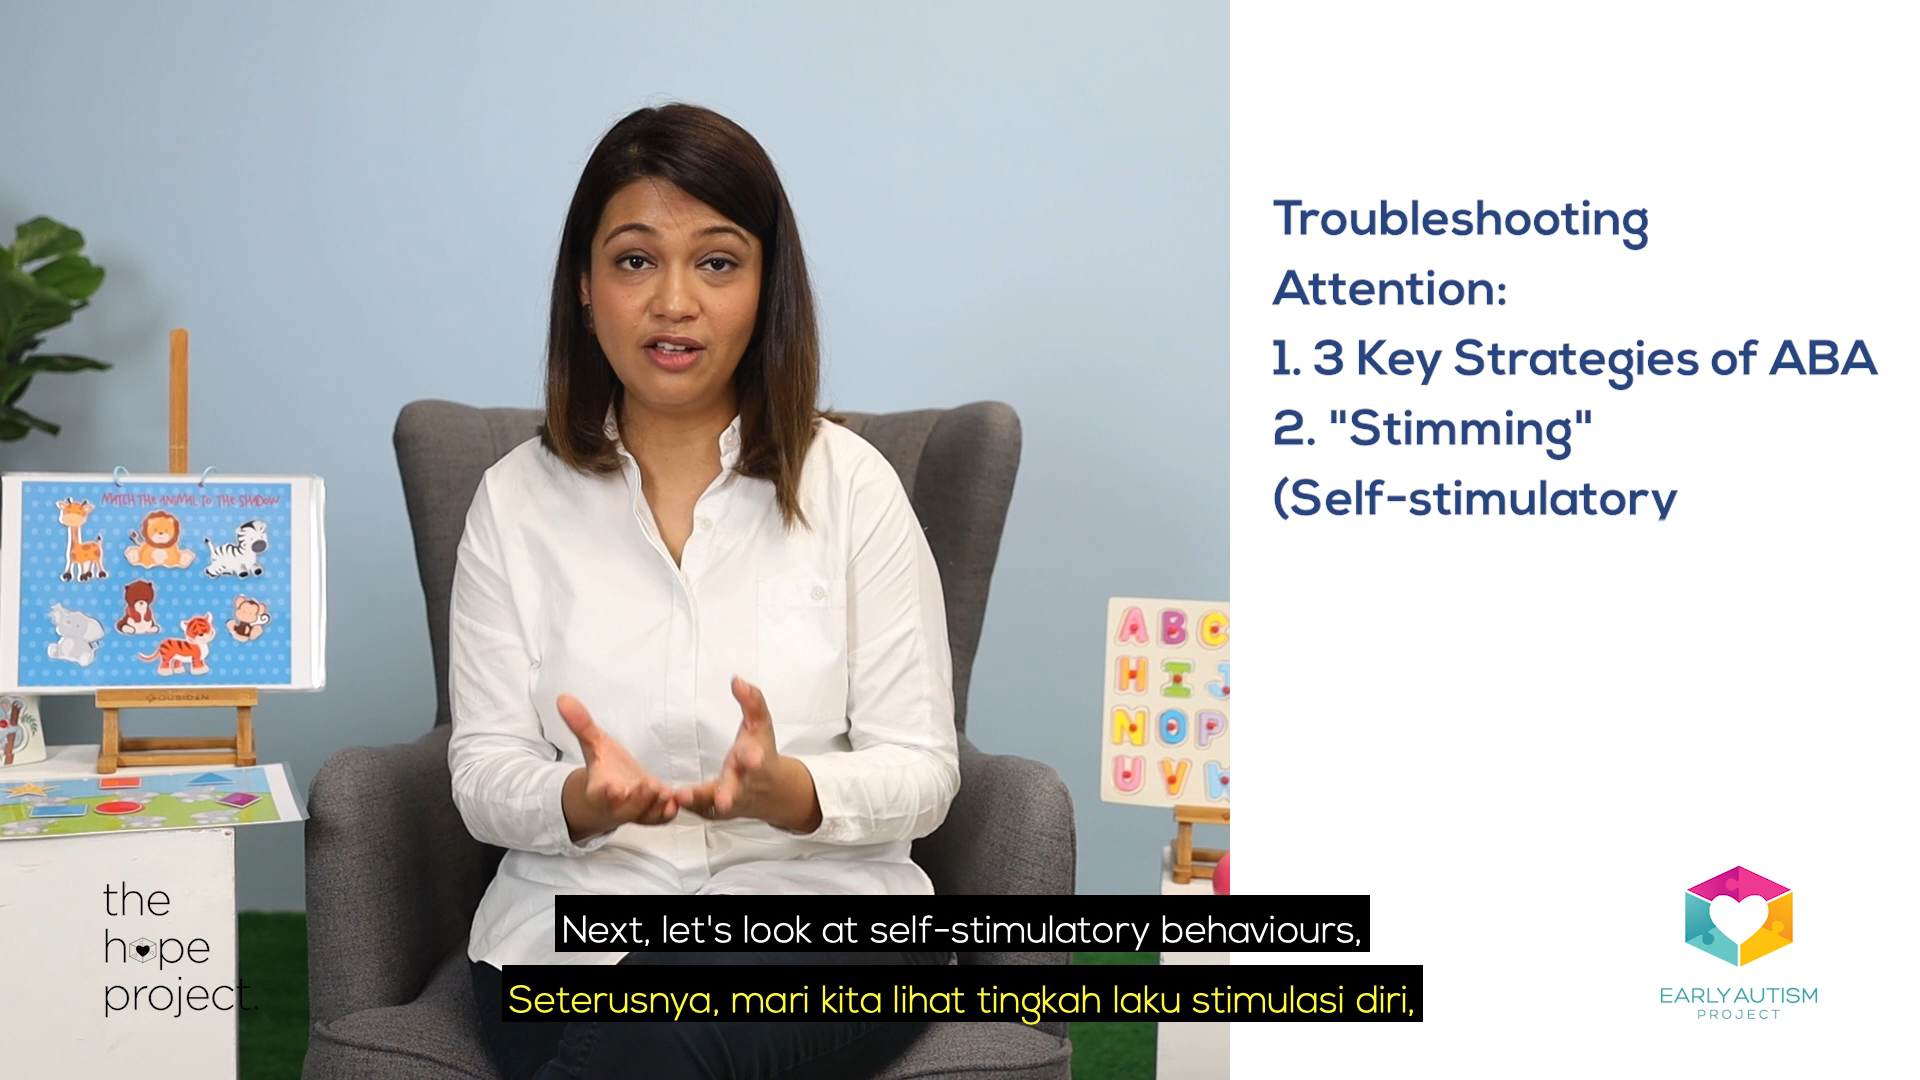 Troubleshooting
Attention:
1. 3 Key Strategies of ABA
2. "Stimming"
(Self-stimulatory
MATCH THE ANIMAL TO THE SHADOW
A B C
H I J
N O P
U V W
the
hope
project.
Next, let's look at self-stimulatory behaviours,
Seterusnya, mari kita lihat tingkah laku stimulasi diri,
EARLY AUTISM
PROJECT